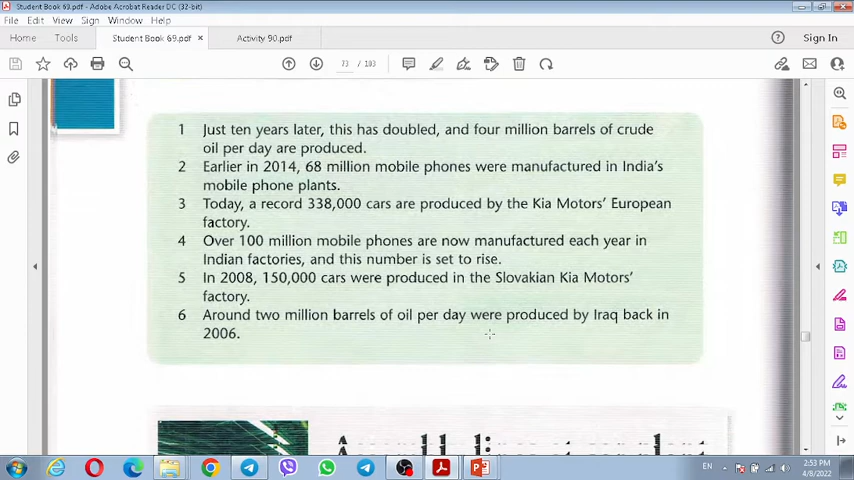 Student Book 69.pdf - Adobe Acrobat Reader DC (32-bit)
File Edit View Sign Window Help
Home Tools Student Book 69.pdf × Activity 90.pdf Sign In
73 / 193
1 Just ten years later, this has doubled, and four million barrels of crude
oil per day are produced.
2 Earlier in 2014, 68 million mobile phones were manufactured in India's
mobile phone plants.
3 Today, a record 338,000 cars are produced by the Kia Motors' European
factory.
4 Over 100 million mobile phones are now manufactured each year in
Indian factories, and this number is set to rise.
5 In 2008, 150,000 cars were produced in the Slovakian Kia Motors'
factory.
6 Around two million barrels of oil per day were produced by Iraq back in
2006.
EN 2:53 PM
4/8/2022